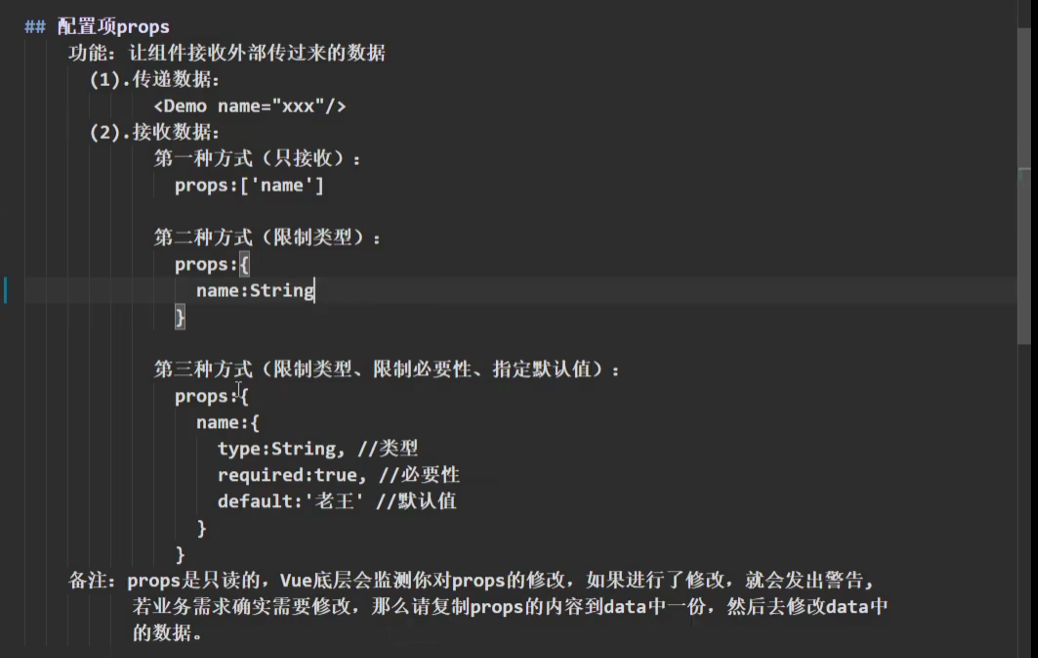 ## 配置项props
功能：让组件接收外部传过来的数据
(1).传递数据：
<Demo name="xxx"/>
(2).接收数据：
第一种方式（只接收）：
props:['name']
第二种方式（限制类型）：
props:{
name:String
}
第三种方式（限制类型、限制必要性、指定默认值）：
props:{
name:{
type:String, //类型
required:true, //必要性
default:'老王' //默认值
}
}
备注：props是只读的，Vue底层会监测你对props的修改，如果进行了修改，就会发出警告，
若业务需求确实需要修改，那么请复制props的内容到data中一份，然后去修改data中
的数据。